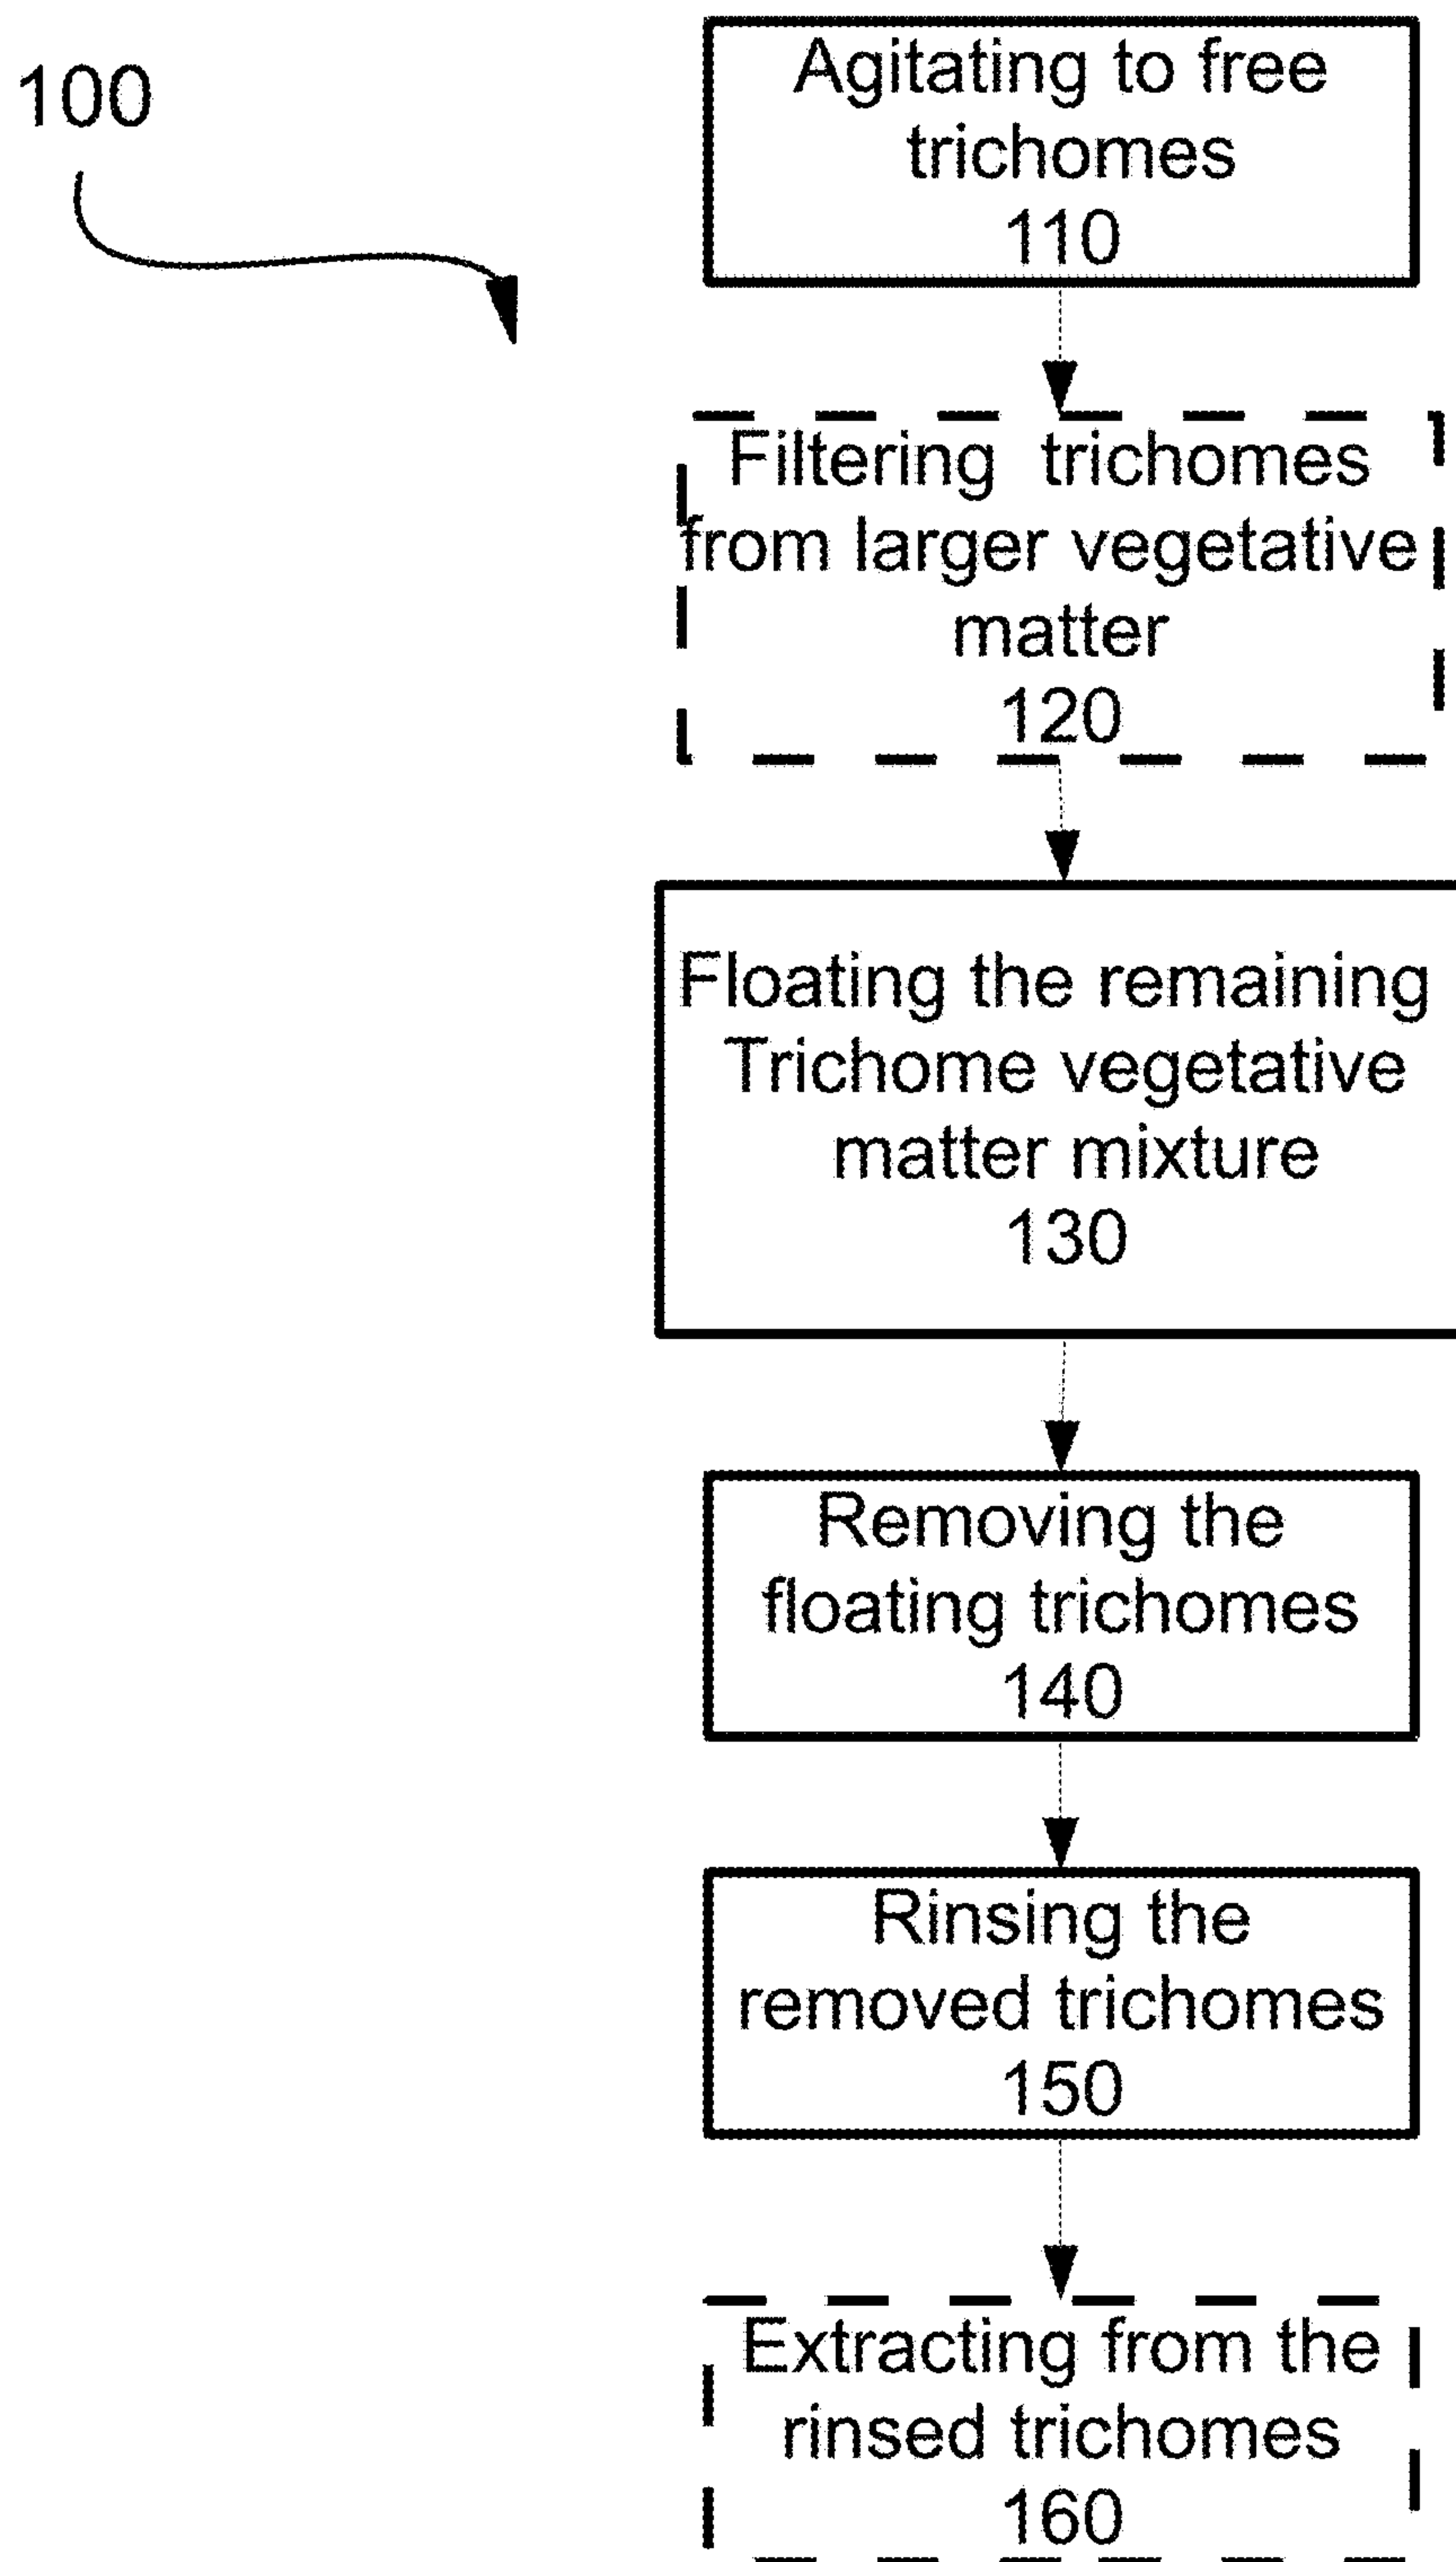 100
Agitating to free
trichomes
110
Filtering trichomes
from larger vegetative
matter
120
Floating the remaining
Trichome vegetative
matter mixture
130
Removing the
floating trichomes
140
Rinsing the
removed trichomes
150
Extracting from the
rinsed trichomes
160